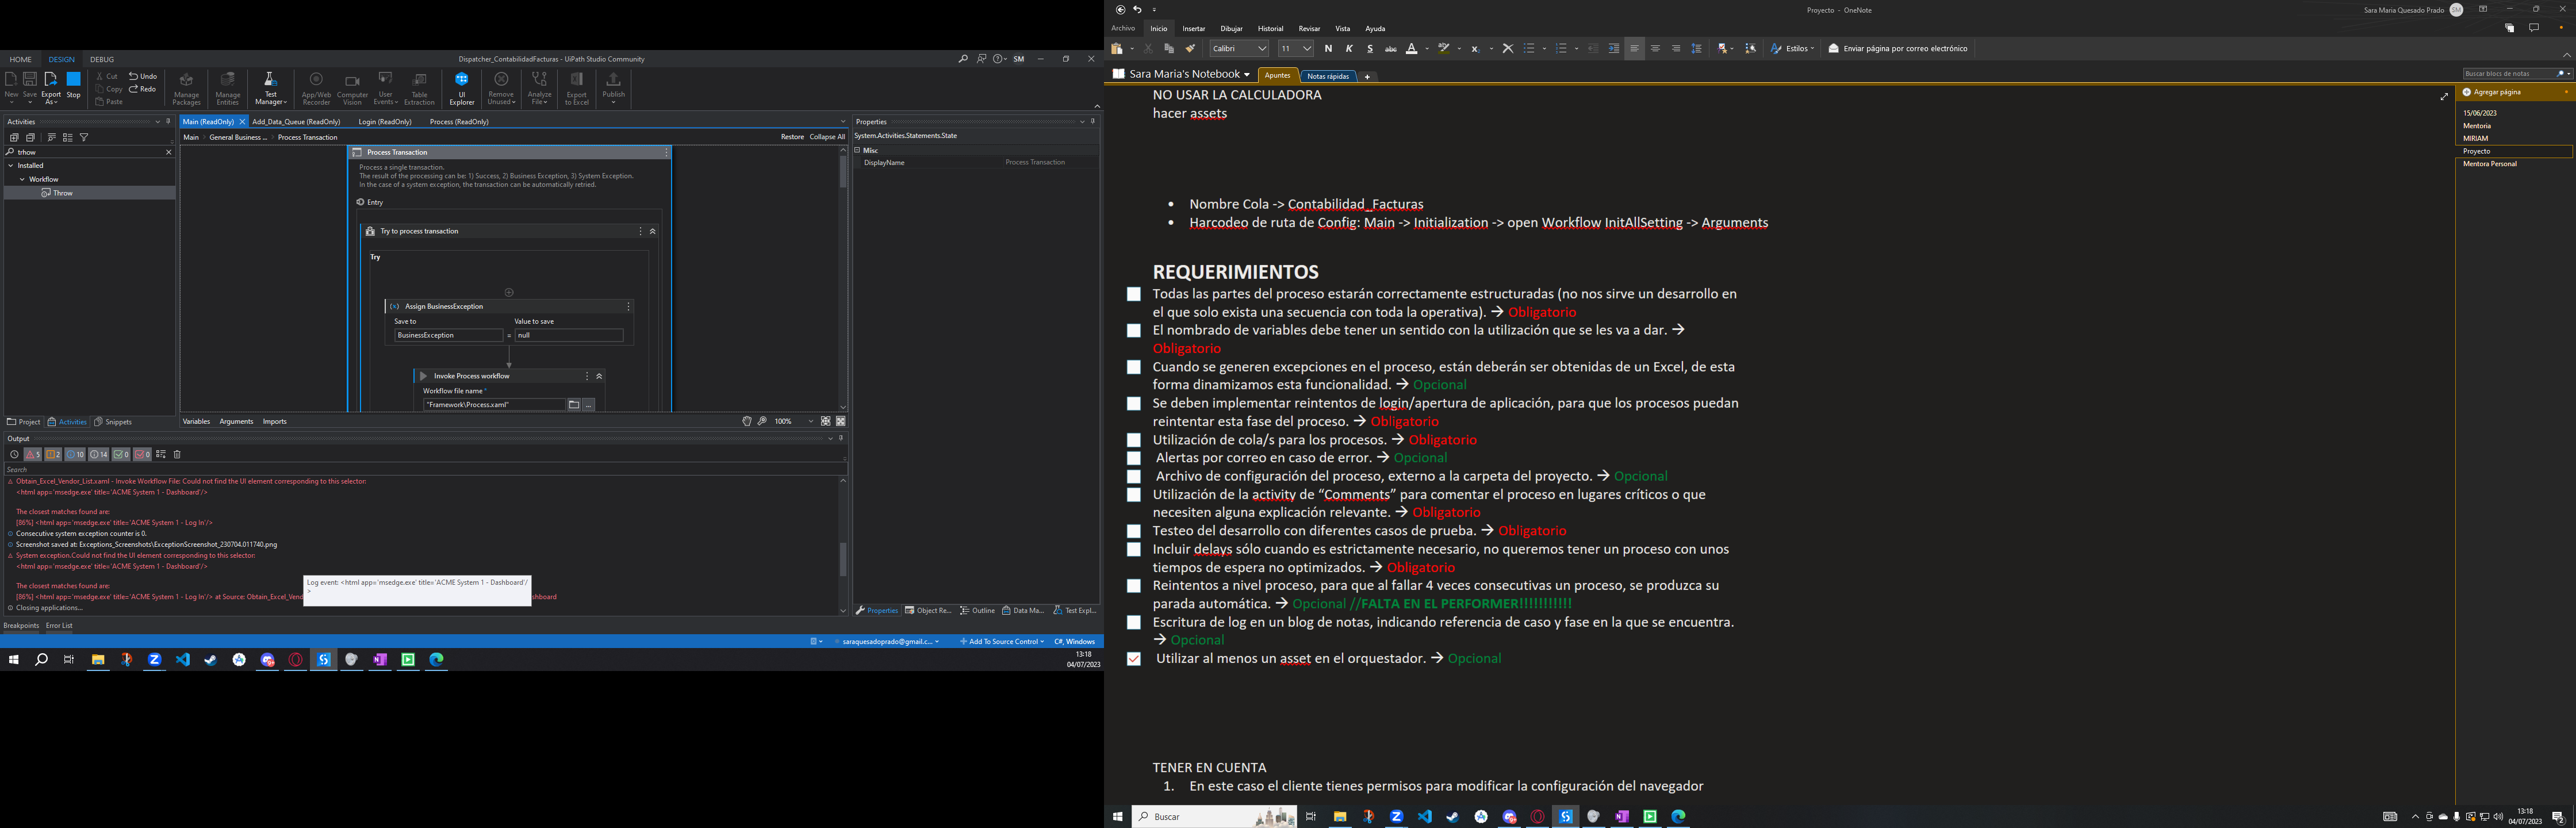 HOME
DESIGN
DEBUG
Dispatcher_ContabilidadFacturas - UiPath Studio Community
SM
New
Save
Export As
Stop
Cut
Copy
Paste
Undo
Redo
Manage Packages
Manage Entities
Test Manager
App/Web Recorder
Computer Vision
User Events
Table Extraction
UI Explorer
Remove Unused
Analyze File
Export to Excel
Publish
Activities
trhow
Installed
Workflow
Throw
Project
Activities
Snippets
Main (ReadOnly)
Add_Data_Queue (ReadOnly)
Login (ReadOnly)
Process (ReadOnly)
Main
General Business ...
Process Transaction
Restore
Collapse All
Process Transaction
Process a single transaction.
The result of the processing can be: 1) Success, 2) Business Exception, 3) System Exception.
In the case of a system exception, the transaction can be automatically retried.
Entry
Try to process transaction
Try
Assign BusinessException
Save to
Value to save
BusinessException
=
null
Invoke Process workflow
Workflow file name *
"Framework\Process.xaml"
Variables
Arguments
Imports
100%
Properties
System.Activities.Statements.State
Misc
DisplayName
Process Transaction
Properties
Object Re...
Outline
Data Ma...
Test Expl...
Output
5
2
10
14
0
0
Search
Obtain_Excel_Vendor_List.xaml - Invoke Workflow File: Could not find the UI element corresponding to this selector:
<html app='msedge.exe' title='ACME System 1 - Dashboard'/>
The closest matches found are:
[86%] <html app='msedge.exe' title='ACME System 1 - Log In'/>
Consecutive system exception counter is 0.
Screenshot saved at: Exceptions_Screenshots\ExceptionScreenshot_230704.011740.png
System exception.Could not find the UI element corresponding to this selector:
<html app='msedge.exe' title='ACME System 1 - Dashboard'/>
The closest matches found are:
[86%] <html app='msedge.exe' title='ACME System 1 - Log In'/> at Source: Obtain_Excel_Vend
shboard
Log event: <html app='msedge.exe' title='ACME System 1 - Dashboard'/
>
Closing applications...
Breakpoints
Error List
saraquesadoprado@gmail.c...
Add To Source Control
C#, Windows
13:18
04/07/2023
Proyecto - OneNote
Sara Maria Quesado Prado
SM
Archivo
Inicio
Insertar
Dibujar
Historial
Revisar
Vista
Ayuda
Calibri
11
N
K
S
abc
Estilos
Enviar página por correo electrónico
Sara Maria's Notebook
Apuntes
Notas rápidas
+
Buscar blocs de notas
Agregar página
15/06/2023
Mentoria
MIRIAM
Proyecto
Mentora Personal
NO USAR LA CALCULADORA
hacer assets
• Nombre Cola -> Contabilidad_Facturas
• Harcodeo de ruta de Config: Main -> Initialization -> open Workflow InitAllSetting -> Arguments
REQUERIMIENTOS
Todas las partes del proceso estarán correctamente estructuradas (no nos sirve un desarrollo en
el que solo exista una secuencia con toda la operativa). → Obligatorio
El nombrado de variables debe tener un sentido con la utilización que se les va a dar. →
Obligatorio
Cuando se generen excepciones en el proceso, están deberán ser obtenidas de un Excel, de esta
forma dinamizamos esta funcionalidad. → Opcional
Se deben implementar reintentos de login/apertura de aplicación, para que los procesos puedan
reintentar esta fase del proceso. → Obligatorio
Utilización de cola/s para los procesos. → Obligatorio
Alertas por correo en caso de error. → Opcional
Archivo de configuración del proceso, externo a la carpeta del proyecto. → Opcional
Utilización de la activity de “Comments” para comentar el proceso en lugares críticos o que
necesiten alguna explicación relevante. → Obligatorio
Testeo del desarrollo con diferentes casos de prueba. → Obligatorio
Incluir delays sólo cuando es estrictamente necesario, no queremos tener un proceso con unos
tiempos de espera no optimizados. → Obligatorio
Reintentos a nivel proceso, para que al fallar 4 veces consecutivas un proceso, se produzca su
parada automática. → Opcional //FALTA EN EL PERFORMER!!!!!!!!!!!
Escritura de log en un blog de notas, indicando referencia de caso y fase en la que se encuentra.
→ Opcional
Utilizar al menos un asset en el orquestador. → Opcional
TENER EN CUENTA
1. En este caso el cliente tienes permisos para modificar la configuración del navegador
Buscar
13:18
04/07/2023
2